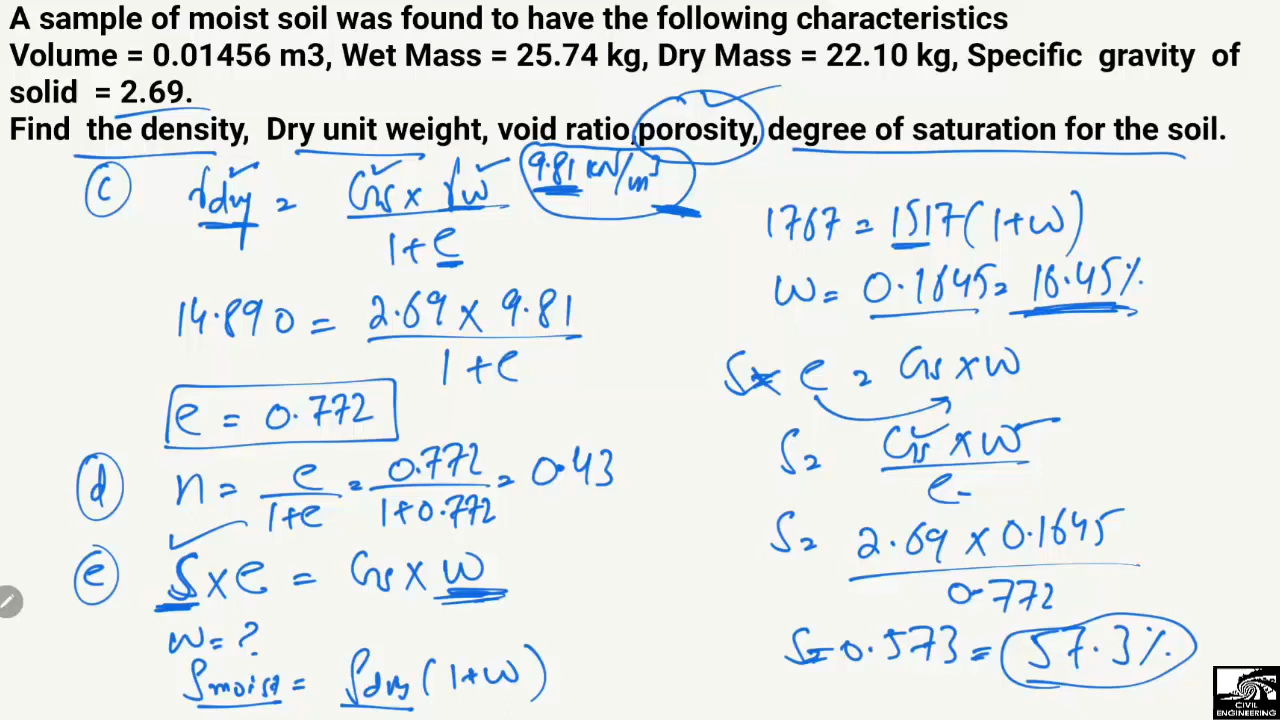 A sample of moist soil was found to have the following characteristics
Volume = 0.01456 m3, Wet Mass = 25.74 kg, Dry Mass = 22.10 kg, Specific gravity of
solid = 2.69.
Find the density, Dry unit weight, void ratio, porosity, degree of saturation for the soil.
(c) γdry = Gs × γw / 1+e
9.81 kN/m³
14.890 = 2.69 × 9.81 / 1+e
e = 0.772
(d) n = e / 1+e = 0.772 / 1+0.772 = 0.43
(e) S×e = Gs × w
w = ?
ρmoist = ρdry (1+w)
1767 = 1517 (1+w)
w = 0.1645 = 16.45%
S× e = Gs × w
S = Gs × w / e
S = 2.69 × 0.1645 / 0.772
S = 0.573 = 57.3%
CIVIL
ENGINEERING